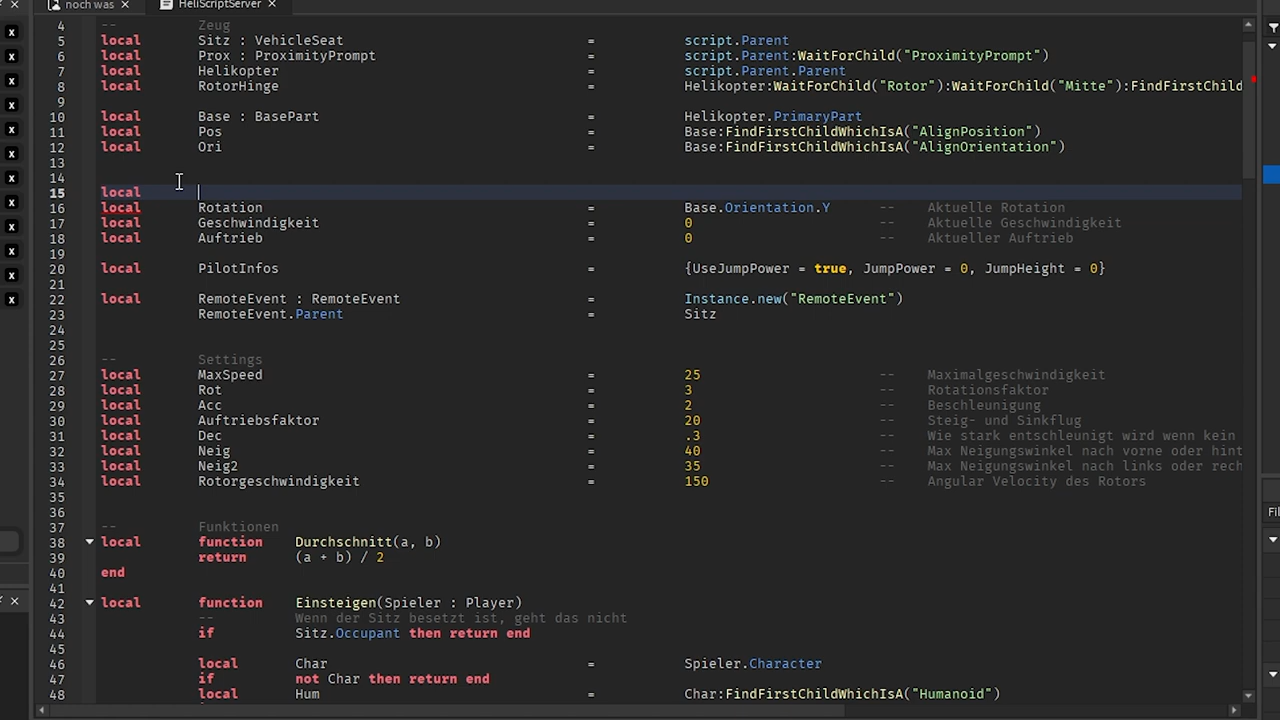 noch was
HeliScriptServer
4 -- Zeug
5 local Sitz : VehicleSeat = script.Parent
6 local Prox : ProximityPrompt = script.Parent:WaitForChild("ProximityPrompt")
7 local Helikopter = script.Parent.Parent
8 local RotorHinge = Helikopter:WaitForChild("Rotor"):WaitForChild("Mitte"):FindFirstChild
9
10 local Base : BasePart = Helikopter.PrimaryPart
11 local Pos = Base:FindFirstChildWhichIsA("AlignPosition")
12 local Ori = Base:FindFirstChildWhichIsA("AlignOrientation")
13
14
15 local
16 local Rotation = Base.Orientation.Y -- Aktuelle Rotation
17 local Geschwindigkeit = 0 -- Aktuelle Geschwindigkeit
18 local Auftrieb = 0 -- Aktueller Auftrieb
19
20 local PilotInfos = {UseJumpPower = true, JumpPower = 0, JumpHeight = 0}
21
22 local RemoteEvent : RemoteEvent = Instance.new("RemoteEvent")
23 RemoteEvent.Parent = Sitz
24
25
26 -- Settings
27 local MaxSpeed = 25 -- Maximalgeschwindigkeit
28 local Rot = 3 -- Rotationsfaktor
29 local Acc = 2 -- Beschleunigung
30 local Auftriebsfaktor = 20 -- Steig- und Sinkflug
31 local Dec = .3 -- Wie stark entschleunigt wird wenn kein
32 local Neig = 40 -- Max Neigungswinkel nach vorne oder hint
33 local Neig2 = 35 -- Max Neigungswinkel nach links oder rech
34 local Rotorgeschwindigkeit = 150 -- Angular Velocity des Rotors
35
36
37 -- Funktionen
38 local function Durchschnitt(a, b)
39 return (a + b) / 2
40 end
41
42 local function Einsteigen(Spieler : Player)
43 -- Wenn der Sitz besetzt ist, geht das nicht
44 if Sitz.Occupant then return end
45
46 local Char = Spieler.Character
47 if not Char then return end
48 local Hum = Char:FindFirstChildWhichIsA("Humanoid")